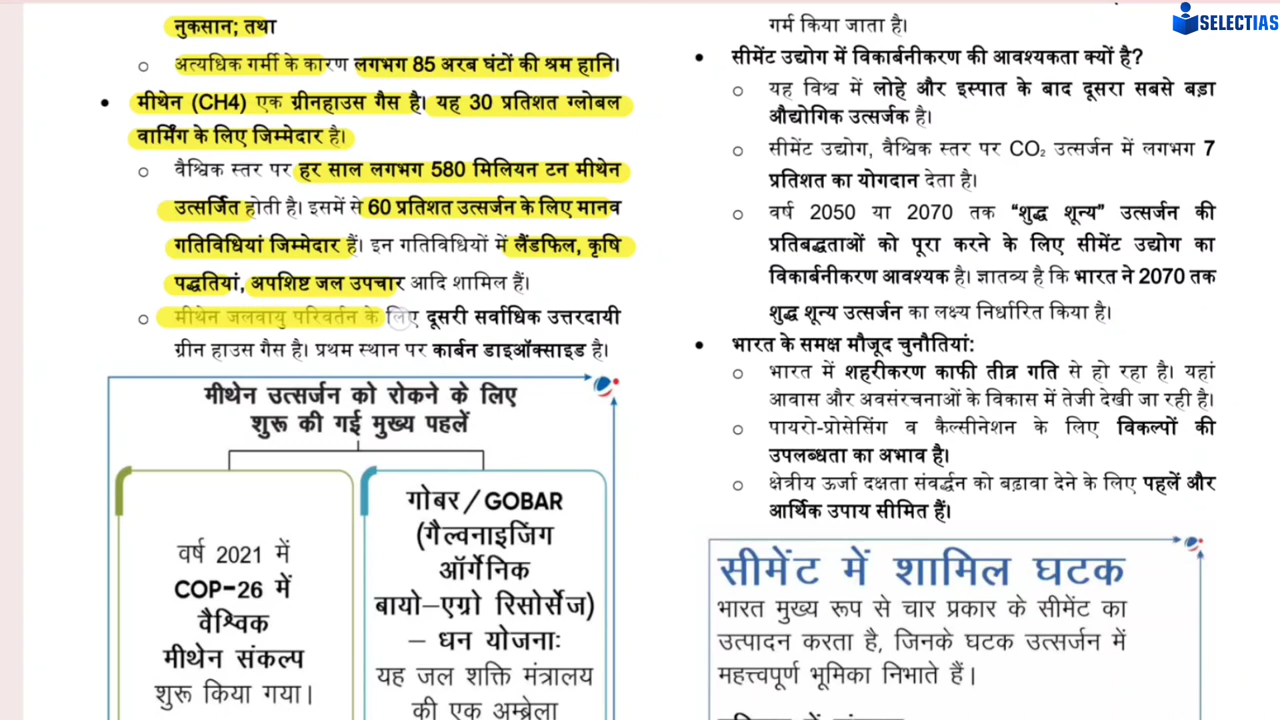 नुकसान; तथा
○ अत्यधिक गर्मी के कारण लगभग 85 अरब घंटों की श्रम हानि।
• मीथेन (CH4) एक ग्रीनहाउस गैस है। यह 30 प्रतिशत ग्लोबल
वार्मिंग के लिए जिम्मेदार है।
○ वैश्विक स्तर पर हर साल लगभग 580 मिलियन टन मीथेन
उत्सर्जित होती है। इसमें से 60 प्रतिशत उत्सर्जन के लिए मानव
गतिविधियां जिम्मेदार हैं। इन गतिविधियों में लैंडफिल, कृषि
पद्धतियां, अपशिष्ट जल उपचार आदि शामिल हैं।
○ मीथेन जलवायु परिवर्तन के लिए दूसरी सर्वाधिक उत्तरदायी
ग्रीन हाउस गैस है। प्रथम स्थान पर कार्बन डाइऑक्साइड है।
मीथेन उत्सर्जन को रोकने के लिए
शुरू की गई मुख्य पहलें
वर्ष 2021 में
COP-26 में
वैश्विक
मीथेन संकल्प
शुरू किया गया।
गोबर/GOBAR
(गैल्वनाइजिंग
ऑर्गेनिक
बायो-एग्रो रिसोर्सेज)
- धन योजनाः
यह जल शक्ति मंत्रालय
की एक अम्ब्रेला
SELECTIAS
गर्म किया जाता है।
• सीमेंट उद्योग में विकार्बनीकरण की आवश्यकता क्यों है?
○ यह विश्व में लोहे और इस्पात के बाद दूसरा सबसे बड़ा
औद्योगिक उत्सर्जक है।
○ सीमेंट उद्योग, वैश्विक स्तर पर CO₂ उत्सर्जन में लगभग 7
प्रतिशत का योगदान देता है।
○ वर्ष 2050 या 2070 तक “शुद्ध शून्य” उत्सर्जन की
प्रतिबद्धताओं को पूरा करने के लिए सीमेंट उद्योग का
विकार्बनीकरण आवश्यक है। ज्ञातव्य है कि भारत ने 2070 तक
शुद्ध शून्य उत्सर्जन का लक्ष्य निर्धारित किया है।
• भारत के समक्ष मौजूद चुनौतियां:
○ भारत में शहरीकरण काफी तीव्र गति से हो रहा है। यहां
आवास और अवसंरचनाओं के विकास में तेजी देखी जा रही है।
○ पायरो-प्रोसेसिंग व कैल्सीनेशन के लिए विकल्पों की
उपलब्धता का अभाव है।
○ क्षेत्रीय ऊर्जा दक्षता संवर्द्धन को बढ़ावा देने के लिए पहलें और
आर्थिक उपाय सीमित हैं।
सीमेंट में शामिल घटक
भारत मुख्य रूप से चार प्रकार के सीमेंट का
उत्पादन करता है, जिनके घटक उत्सर्जन में
महत्त्वपूर्ण भूमिका निभाते हैं।